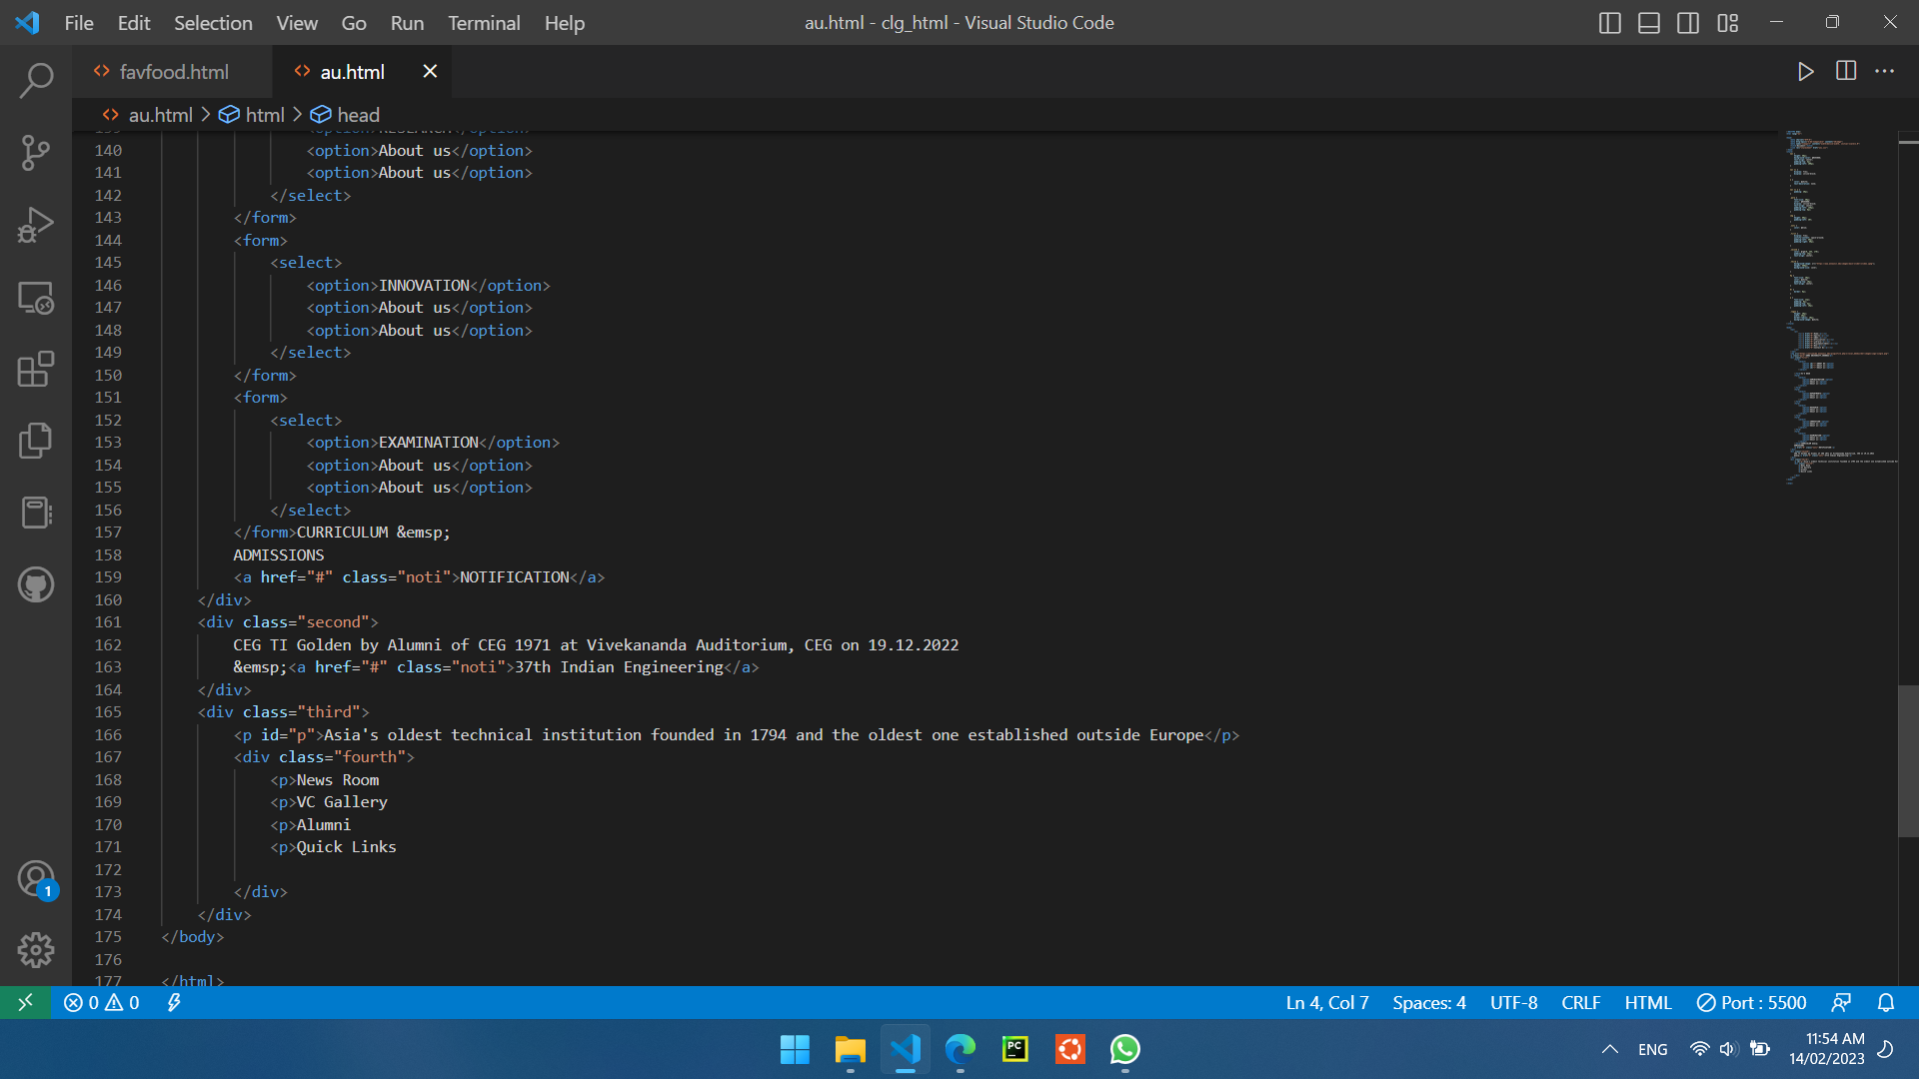 File Edit Selection View Go Run Terminal Help au.html - clg_html - Visual Studio Code
favfood.html au.html
au.html > html > head
139 <option>RESEARCH</option>
140 <option>About us</option>
141 <option>About us</option>
142 </select>
143 </form>
144 <form>
145 <select>
146 <option>INNOVATION</option>
147 <option>About us</option>
148 <option>About us</option>
149 </select>
150 </form>
151 <form>
152 <select>
153 <option>EXAMINATION</option>
154 <option>About us</option>
155 <option>About us</option>
156 </select>
157 </form>CURRICULUM &emsp;
158 ADMISSIONS
159 <a href="#" class="noti">NOTIFICATION</a>
160 </div>
161 <div class="second">
162 CEG TI Golden by Alumni of CEG 1971 at Vivekananda Auditorium, CEG on 19.12.2022
163 &emsp;<a href="#" class="noti">37th Indian Engineering</a>
164 </div>
165 <div class="third">
166 <p id="p">Asia's oldest technical institution founded in 1794 and the oldest one established outside Europe</p>
167 <div class="fourth">
168 <p>News Room
169 <p>VC Gallery
170 <p>Alumni
171 <p>Quick Links
172
173 </div>
174 </div>
175 </body>
176
177 </html>
1
0 0 Ln 4, Col 7 Spaces: 4 UTF-8 CRLF HTML Port : 5500
PC
ENG 11:54 AM
14/02/2023